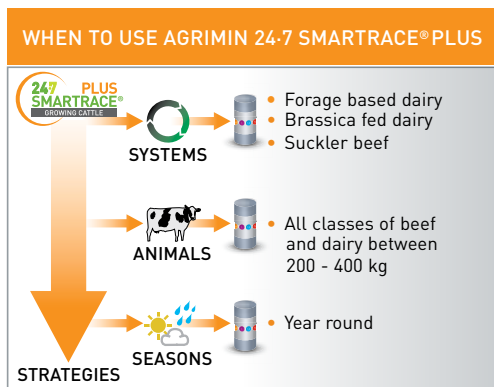 WHEN TO USE AGRIMIN 24·7 SMARTRACE® PLUS
24·7 PLUS
SMARTRACE®
GROWING CATTLE
SYSTEMS
• Forage based dairy
• Brassica fed dairy
• Suckler beef
ANIMALS
• All classes of beef
and dairy between
200 - 400 kg
SEASONS
• Year round
STRATEGIES